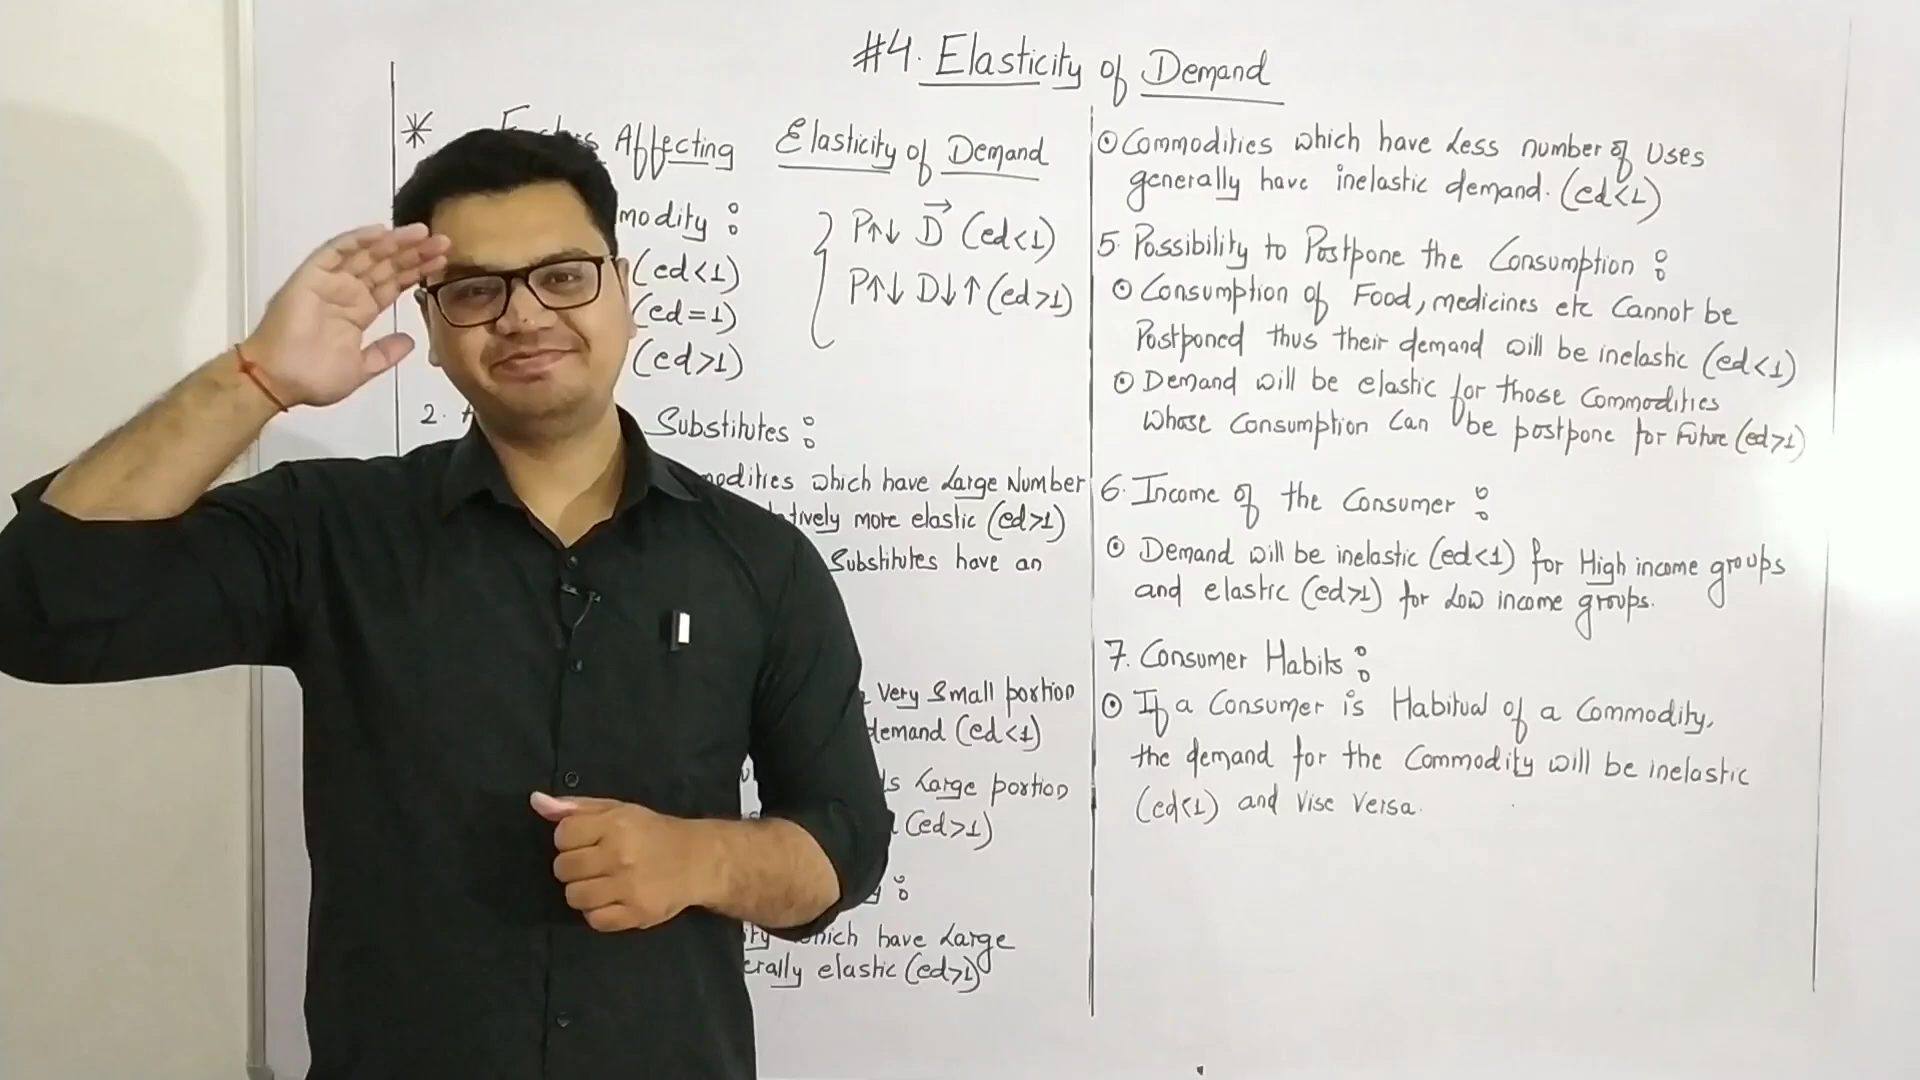 #4. Elasticity of Demand
* Affecting Elasticity of Demand
modity :
(ed<1)
(ed=1)
(ed>1)
P↑↓ D→ (ed<1)
P↑↓ D↓↑ (ed>1)
2. Substitutes :
modities which have Large Number
tively more elastic (ed>1)
Substitutes have an
Very Small portion
demand (ed<1)
Large portion
(ed>1)
:
which have Large
erally elastic (ed>1)
Commodities which have Less number of Uses
generally have inelastic demand. (ed<1)
5. Possibility to Postpone the Consumption :
Consumption of Food, medicines etc Cannot be
Postponed thus their demand will be inelastic (ed<1)
Demand will be elastic for those Commodities
Whose Consumption Can be postpone for Future (ed>1)
6. Income of the Consumer :
Demand will be inelastic (ed<1) for High income groups
and elastic (ed>1) for Low income groups.
7. Consumer Habits :
If a Consumer is Habitual of a Commodity,
the demand for the Commodity will be inelastic
(ed<1) and Vise Versa.